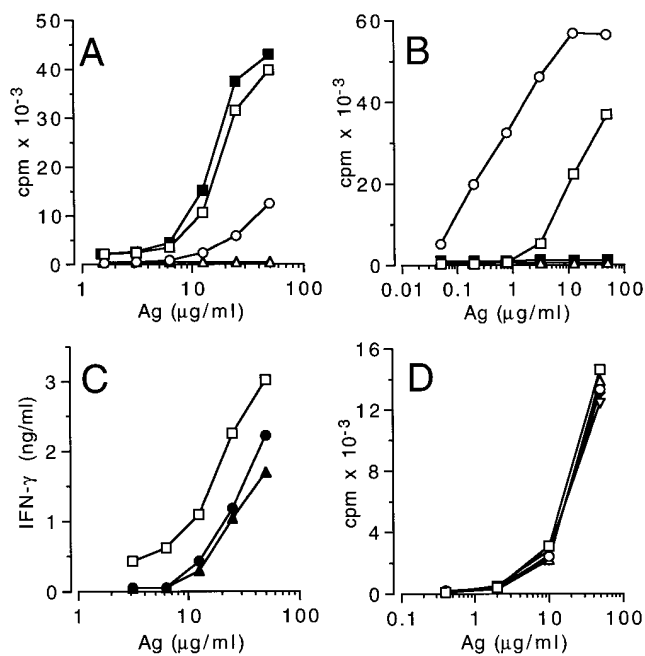 A
50
40
30
20
10
0
cpm x 10⁻³
1 10 100
Ag (μg/ml)
B
60
40
20
0
cpm x 10⁻³
0.01 0.1 1 10 100
Ag (μg/ml)
C
3
2
1
0
IFN-γ (ng/ml)
1 10 100
Ag (μg/ml)
D
16
12
8
4
0
cpm x 10⁻³
0.1 1 10 100
Ag (μg/ml)